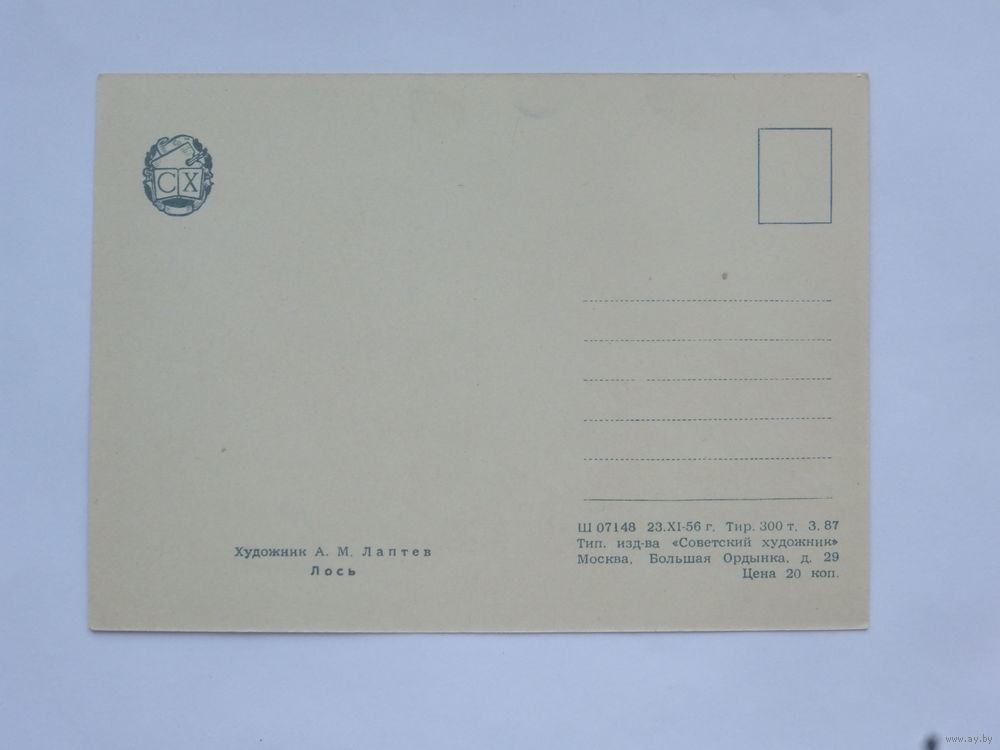 СХ
Художник А. М. Лаптев
Лось
Ш 07148 23.XI-56 г. Тир. 300 т. З. 87
Тип. изд-ва «Советский художник»
Москва, Большая Ордынка, д. 29
Цена 20 коп.
www.ay.by